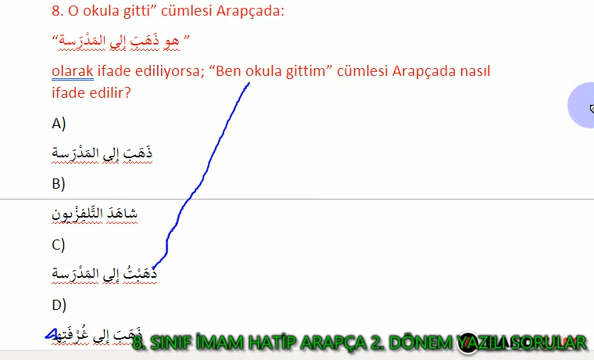 8. O okula gitti” cümlesi Arapçada:
“هو ذَهَبَ إلى المَدْرَسة ”
olarak ifade ediliyorsa; “Ben okula gittim” cümlesi Arapçada nasıl
ifade edilir?
A)
ذَهَبَ إلى المَدْرَسة
B)
شاهَدَ التِّلفِزْيون
C)
ذَهَبْتُ إلى المَدْرَسة
D)
ذَهَبَ إلى غُرْفَتِها
8. SINIF İMAM HATİP ARAPÇA 2. DÖNEM YAZILI SORULAR